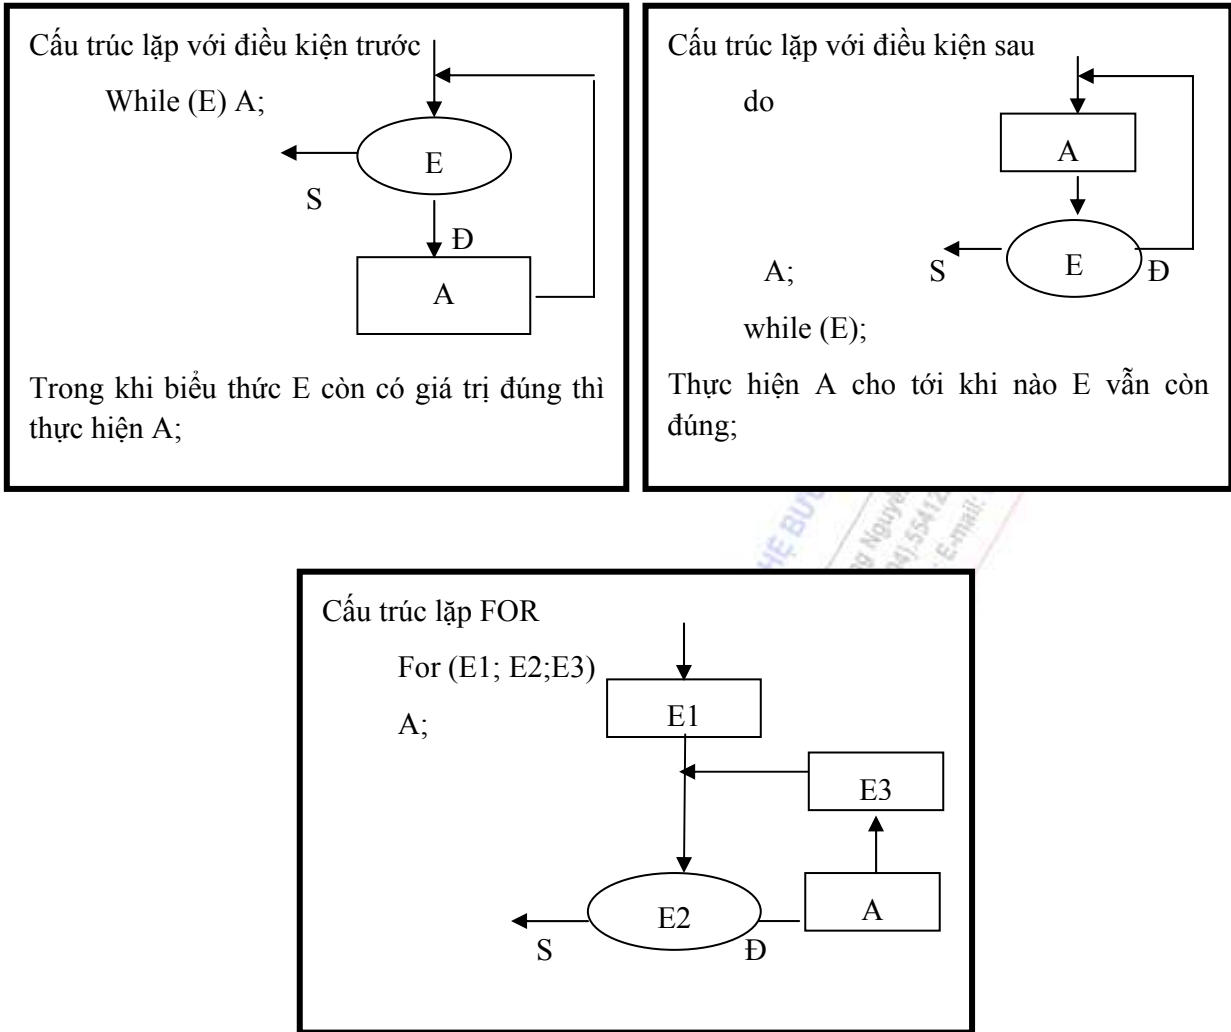 Cấu trúc lặp với điều kiện trước
While (E) A;
E
S
Đ
A
Trong khi biểu thức E còn có giá trị đúng thì
thực hiện A;
Cấu trúc lặp với điều kiện sau
do
A
S
E
Đ
A;
while (E);
Thực hiện A cho tới khi nào E vẫn còn
đúng;
E-mail:
Cấu trúc lặp FOR
For (E1; E2;E3)
E1
A;
E3
E2
A
S
Đ